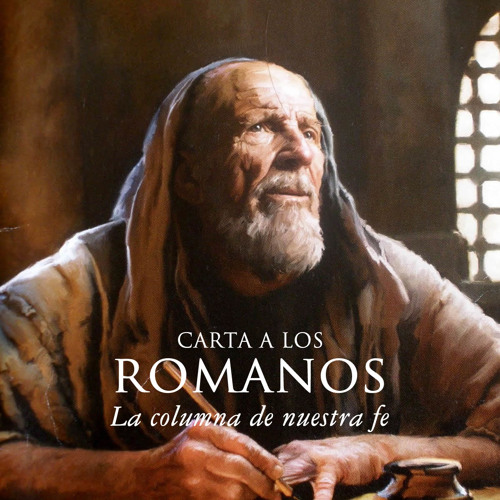 CARTA A LOS
ROMANOS
La columna de nuestra fe